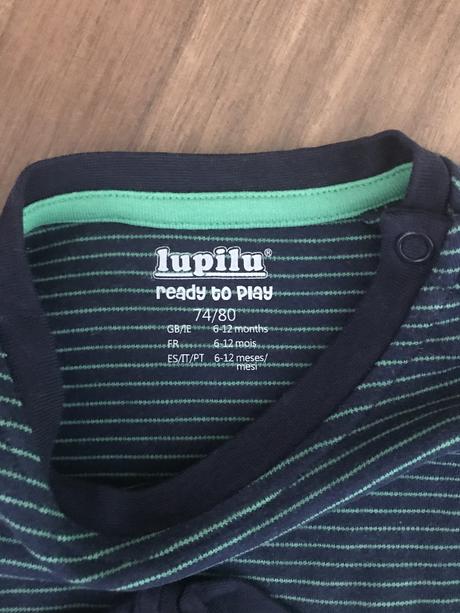 lupilu®
ready to play
74/80
GB/IE 6-12 months
FR 6-12 mois
ES/IT/PT 6-12 meses/
mesi